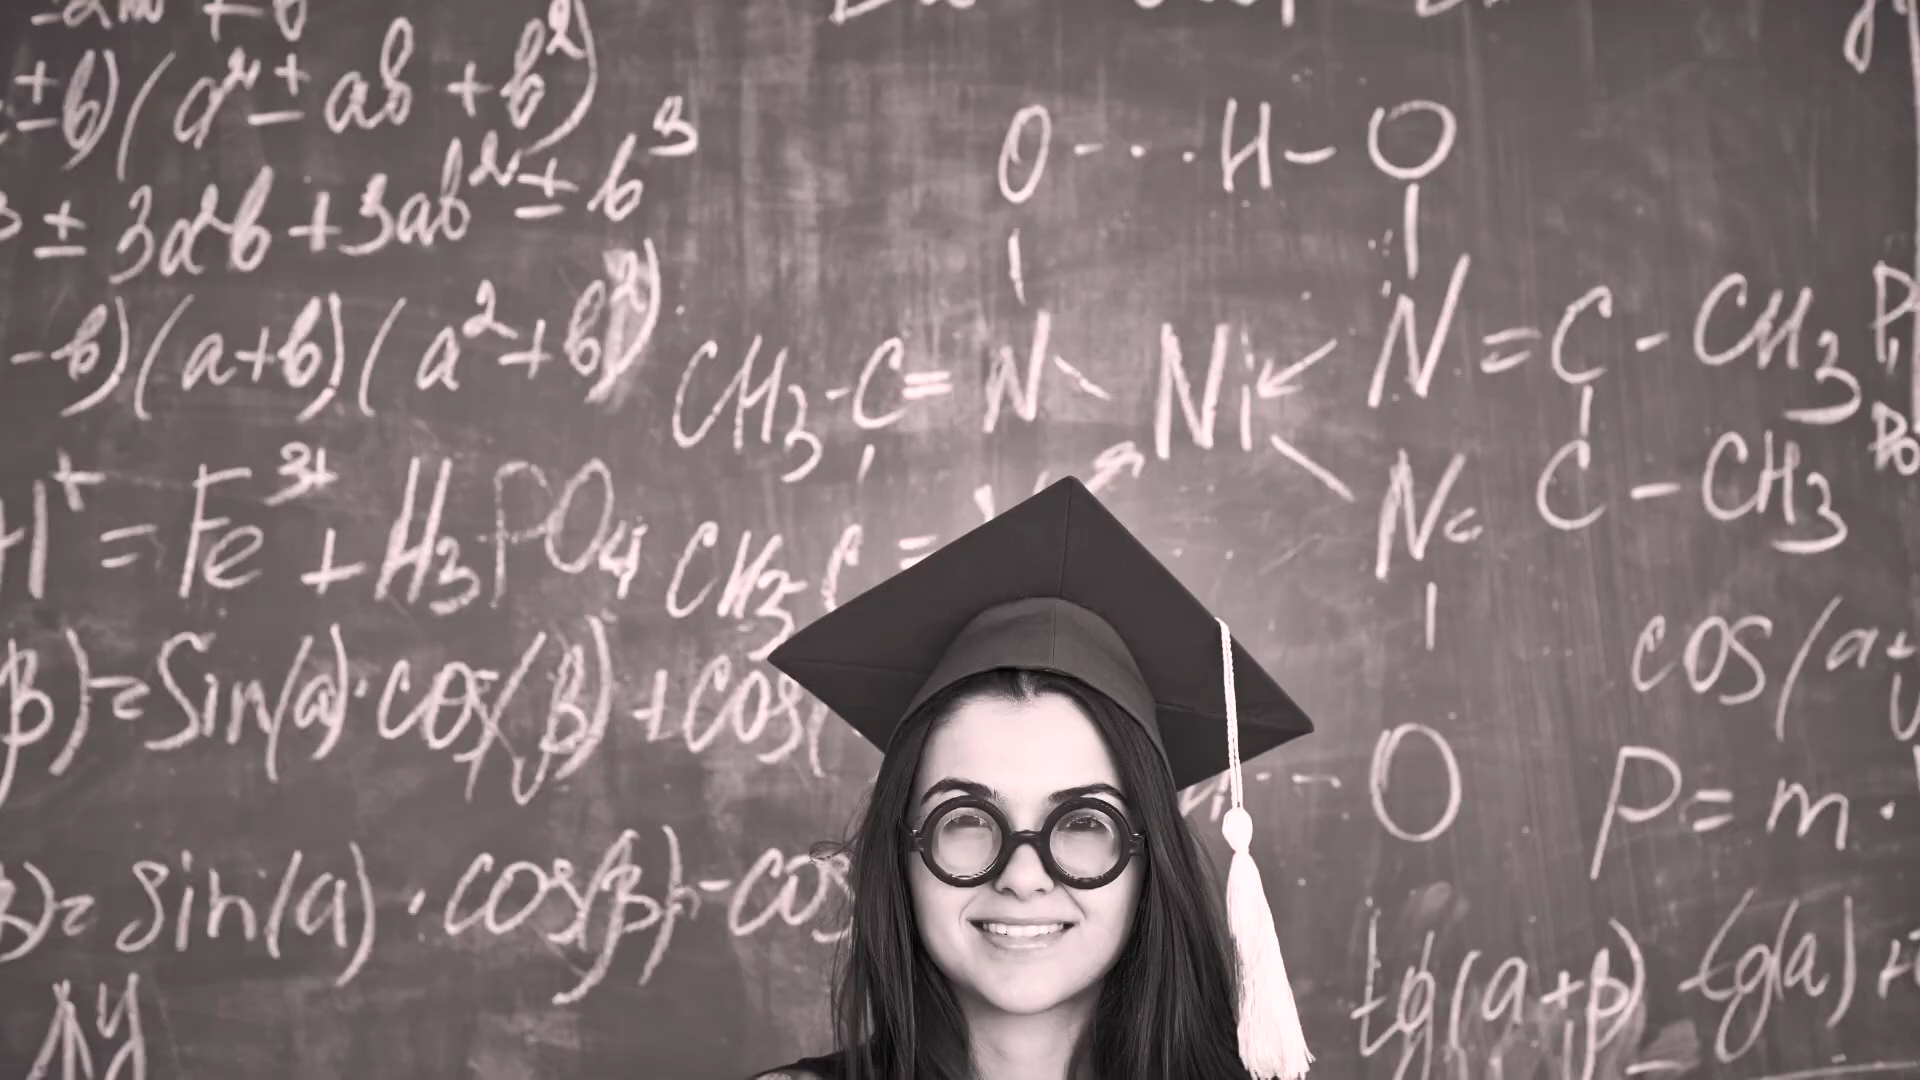 ±b)(a²± ab + b²)
³ ± 3a²b + 3ab² ± b³
-b)(a+b)(a²+b²)
H⁺ = Fe³⁺ + H₃PO₄
β) = Sin(a)·cos(β) + cos(
β) = sin(a)·cos(β) - cos
O···H-O
CH₃-C=N Ni N=C-CH₃
CH₃ C = N C-CH₃
O
cos(a+
P = m·
tg(a+β) tg(a) +